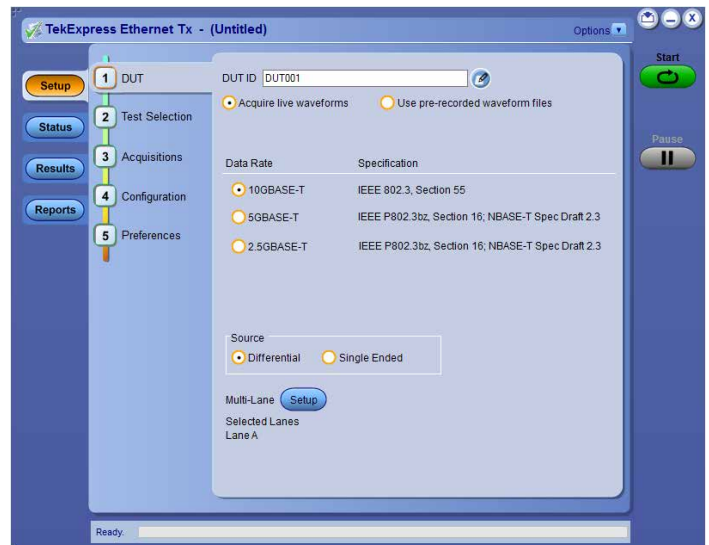 TekExpress Ethernet Tx - (Untitled)
Options
Start
Pause
Setup
Status
Results
Reports
1 DUT
2 Test Selection
3 Acquisitions
4 Configuration
5 Preferences
DUT ID DUT001
Acquire live waveforms Use pre-recorded waveform files
Data Rate Specification
10GBASE-T IEEE 802.3, Section 55
5GBASE-T IEEE P802.3bz, Section 16; NBASE-T Spec Draft 2.3
2.5GBASE-T IEEE P802.3bz, Section 16; NBASE-T Spec Draft 2.3
Source
Differential Single Ended
Multi-Lane Setup
Selected Lanes
Lane A
Ready.